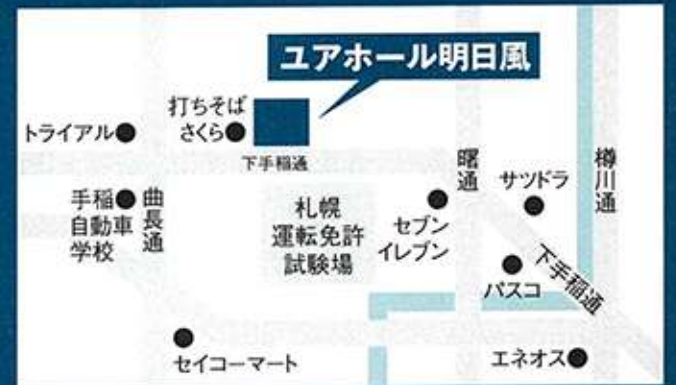 ユアホール明日風
打ちそば
さくら
トライアル
下手稲通
手稲
自動車
学校
曲長通
札幌
運転免許
試験場
セブン
イレブン
曙通
サツドラ
樽川通
パスコ
下手稲通
セイコーマート
エネオス